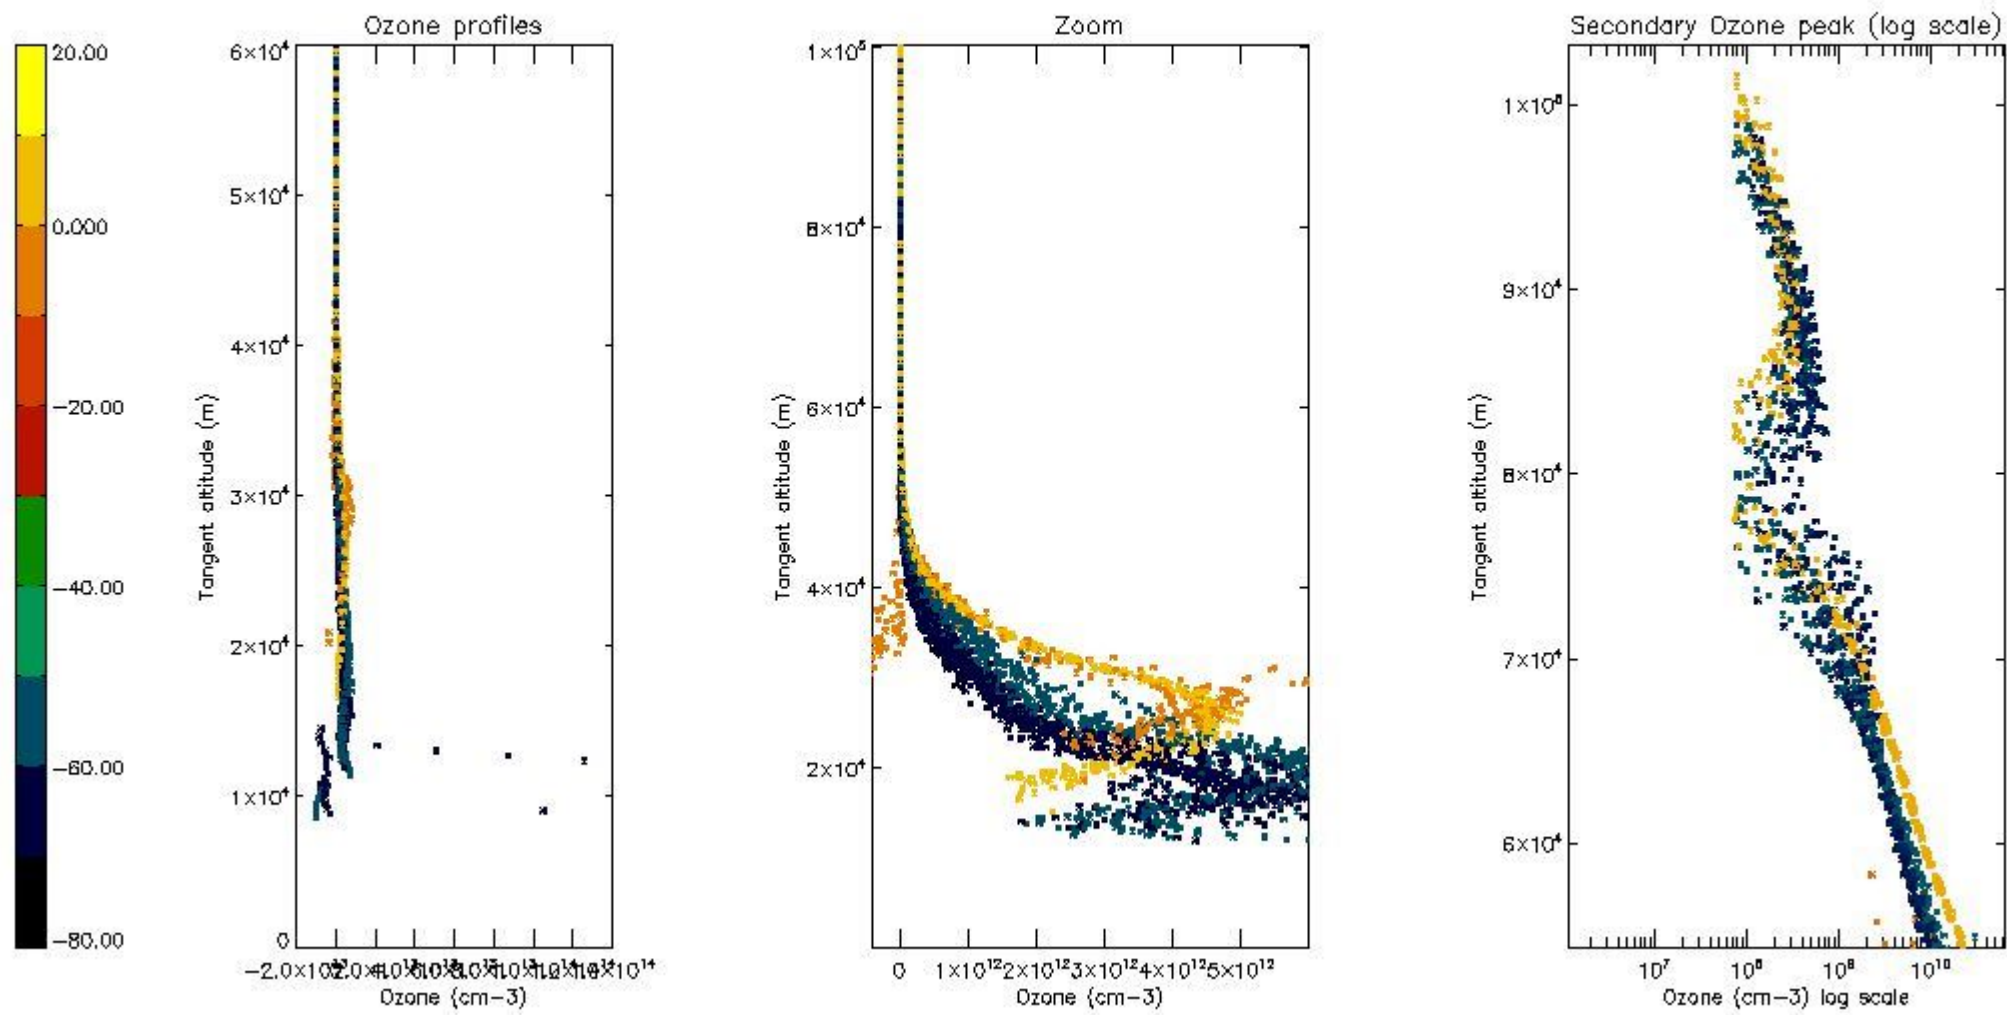 Ozone profiles
Zoom
Secondary Ozone peak (log scale)
20.00
0.000
−20.00
−40.00
−60.00
−80.00
6×10⁴
5×10⁴
4×10⁴
3×10⁴
2×10⁴
1×10⁴
0
Tangent altitude (m)
Ozone (cm−3)
1×10⁵
8×10⁴
6×10⁴
4×10⁴
2×10⁴
Tangent altitude (m)
0 1×10¹² 2×10¹² 3×10¹² 4×10¹² 5×10¹²
Ozone (cm−3)
9×10⁴
8×10⁴
7×10⁴
6×10⁴
Tangent altitude (m)
10⁷ 10⁸ 10⁹ 10¹⁰
Ozone (cm−3) log scale